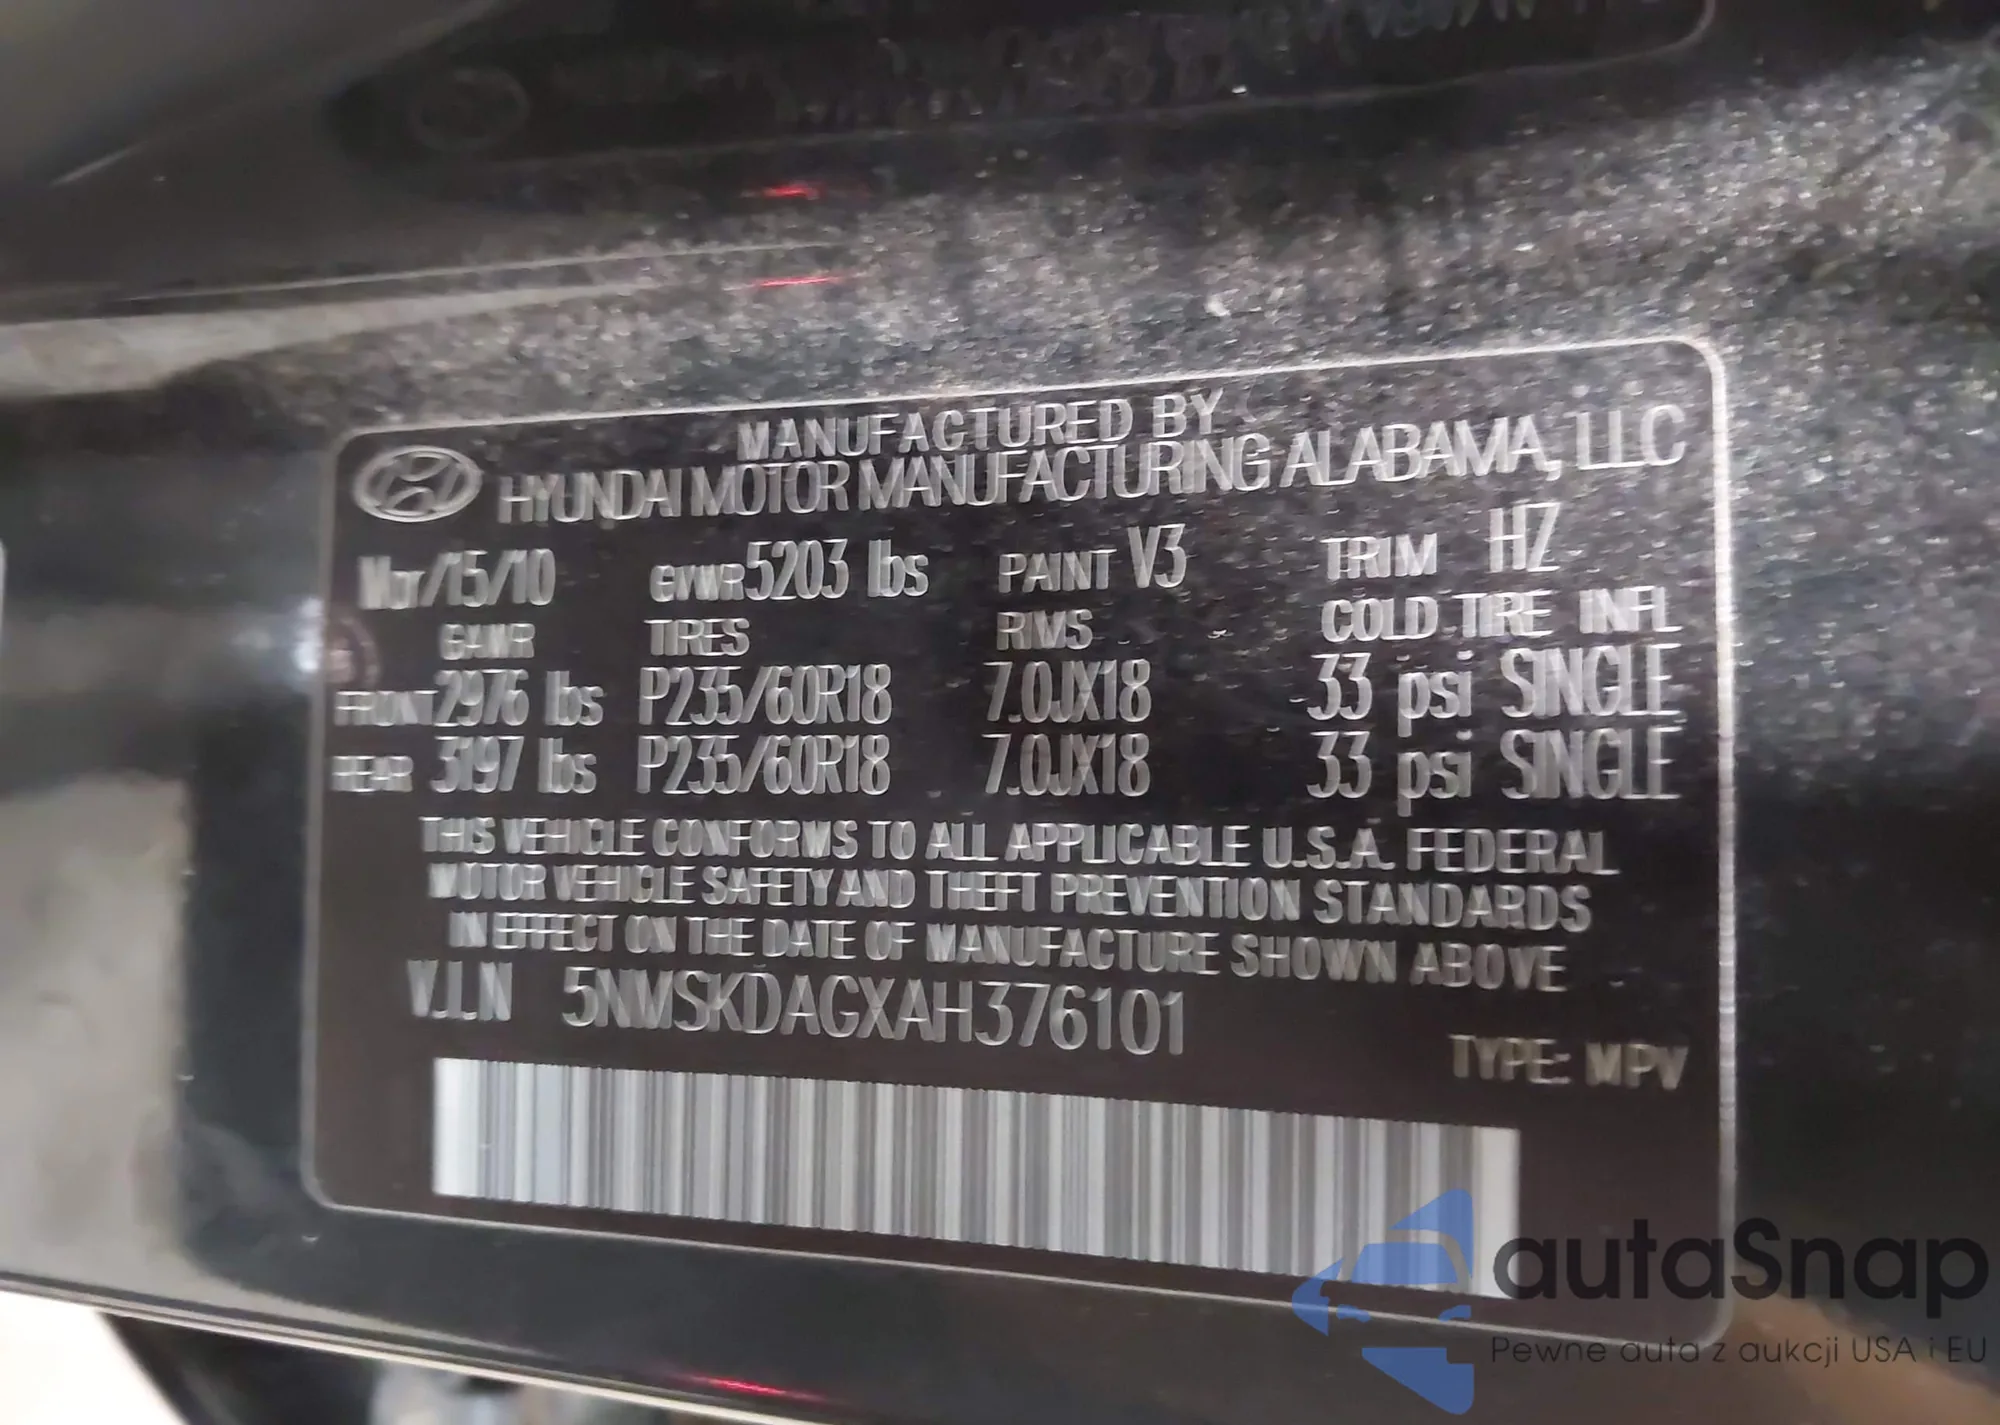 MANUFACTURED BY
HYUNDAI MOTOR MANUFACTURING ALABAMA, LLC
Mar/15/10 GVWR 5203 lbs PAINT V3 TRIM HZ
GAWR TIRES RIMS COLD TIRE INFL
FRONT 2976 lbs P235/60R18 7.0JX18 33 psi SINGLE
REAR 3197 lbs P235/60R18 7.0JX18 33 psi SINGLE
THIS VEHICLE CONFORMS TO ALL APPLICABLE U.S.A. FEDERAL
MOTOR VEHICLE SAFETY AND THEFT PREVENTION STANDARDS
IN EFFECT ON THE DATE OF MANUFACTURE SHOWN ABOVE
V.I.N 5NMSKDAGXAH376101
TYPE: MPV
autaSnap
Pewne auta z aukcji USA i EU